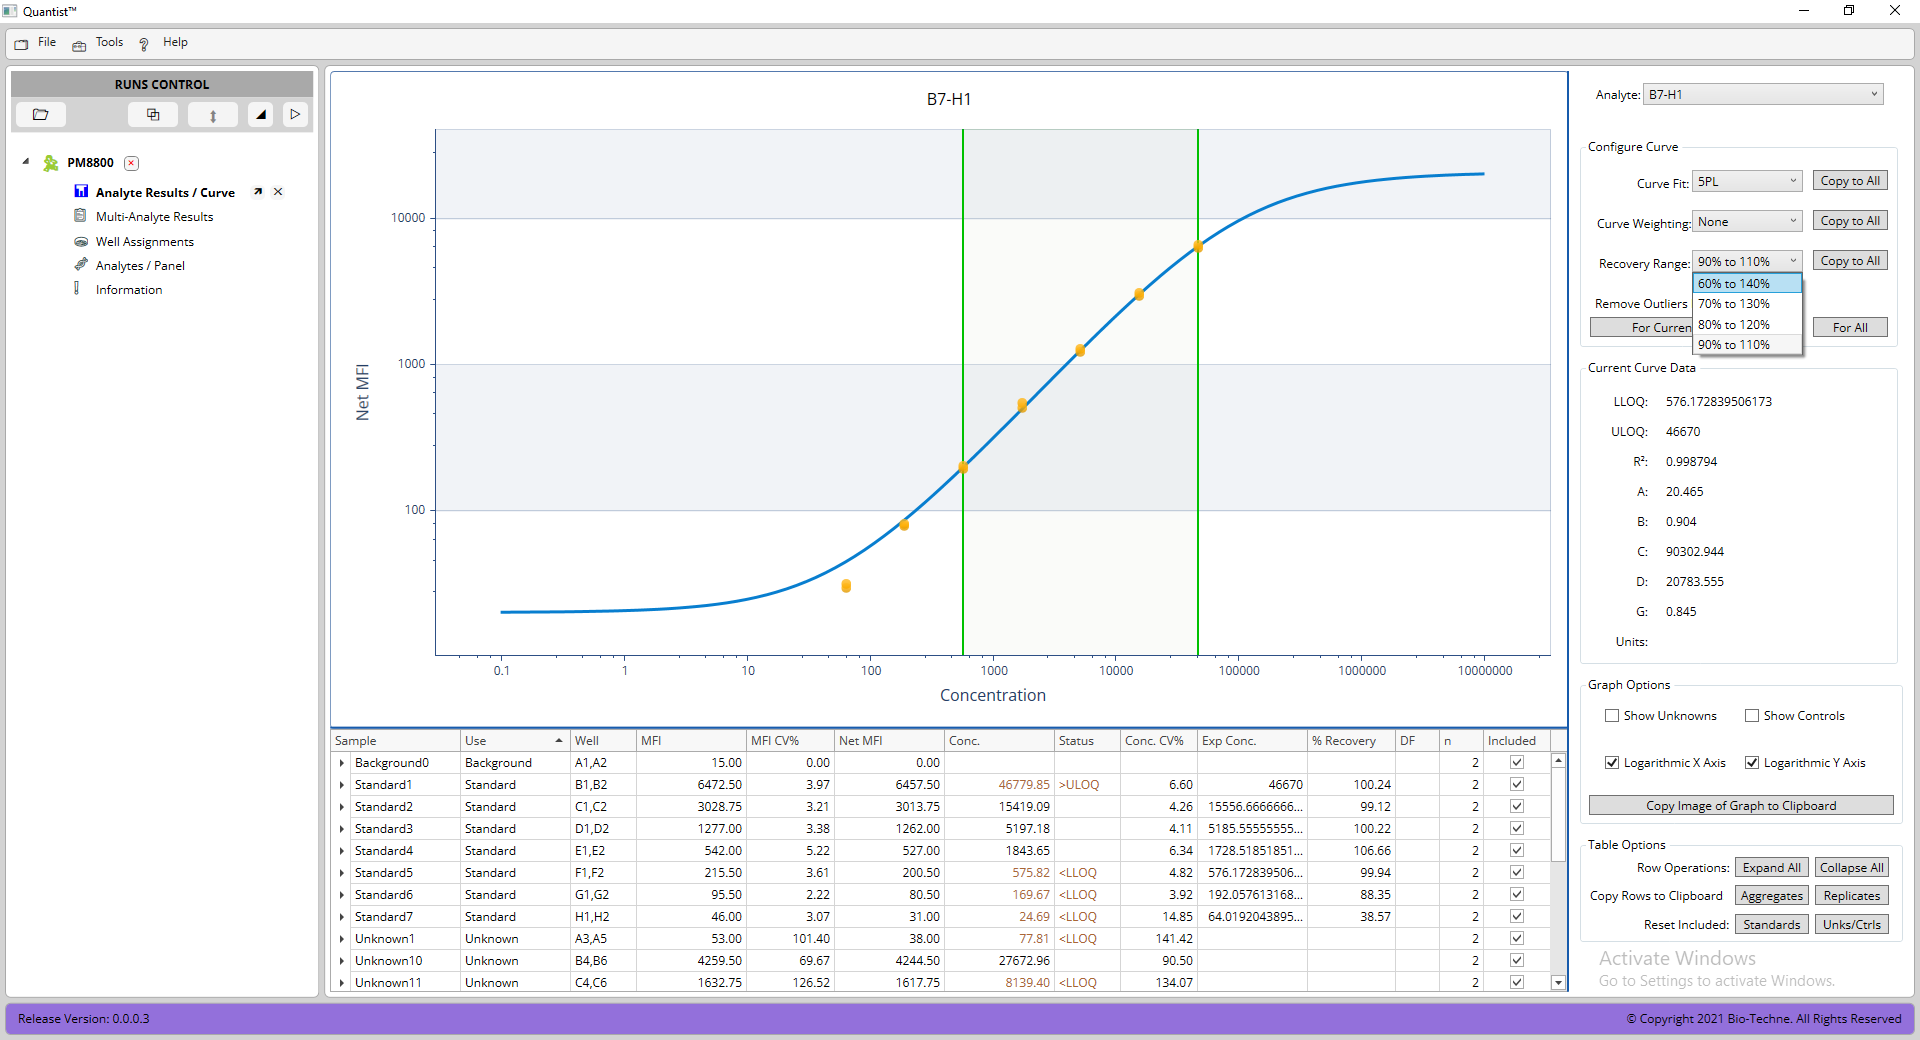 Quantist™
File Tools Help
RUNS CONTROL
PM8800
Analyte Results / Curve
Multi-Analyte Results
Well Assignments
Analytes / Panel
Information
B7-H1
Net MFI
10000
1000
100
0.1 1 10 100 1000 10000 100000 1000000 10000000
Concentration
Analyte: B7-H1
Configure Curve
Curve Fit: 5PL Copy to All
Curve Weighting: None Copy to All
Recovery Range: 90% to 110% Copy to All
60% to 140%
70% to 130%
80% to 120%
90% to 110%
Remove Outliers
For Curren For All
Current Curve Data
LLOQ: 576.172839506173
ULOQ: 46670
R²: 0.998794
A: 20.465
B: 0.904
C: 90302.944
D: 20783.555
G: 0.845
Units:
Graph Options
Show Unknowns Show Controls
Logarithmic X Axis Logarithmic Y Axis
Copy Image of Graph to Clipboard
Table Options
Row Operations: Expand All Collapse All
Copy Rows to Clipboard Aggregates Replicates
Reset Included: Standards Unks/Ctrls
Sample Use Well MFI MFI CV% Net MFI Conc. Status Conc. CV% Exp Conc. % Recovery DF n Included
Background0 Background A1,A2 15.00 0.00 0.00 2
Standard1 Standard B1,B2 6472.50 3.97 6457.50 46779.85 >ULOQ 6.60 46670 100.24 2
Standard2 Standard C1,C2 3028.75 3.21 3013.75 15419.09 4.26 15556.6666666... 99.12 2
Standard3 Standard D1,D2 1277.00 3.38 1262.00 5197.18 4.11 5185.55555555... 100.22 2
Standard4 Standard E1,E2 542.00 5.22 527.00 1843.65 6.34 1728.51851851... 106.66 2
Standard5 Standard F1,F2 215.50 3.61 200.50 575.82 <LLOQ 4.82 576.172839506... 99.94 2
Standard6 Standard G1,G2 95.50 2.22 80.50 169.67 <LLOQ 3.92 192.057613168... 88.35 2
Standard7 Standard H1,H2 46.00 3.07 31.00 24.69 <LLOQ 14.85 64.0192043895... 38.57 2
Unknown1 Unknown A3,A5 53.00 101.40 38.00 77.81 <LLOQ 141.42 2
Unknown10 Unknown B4,B6 4259.50 69.67 4244.50 27672.96 90.50 2
Unknown11 Unknown C4,C6 1632.75 126.52 1617.75 8139.40 <LLOQ 134.07 2
Activate Windows
Go to Settings to activate Windows.
Release Version: 0.0.0.3
© Copyright 2021 Bio-Techne. All Rights Reserved